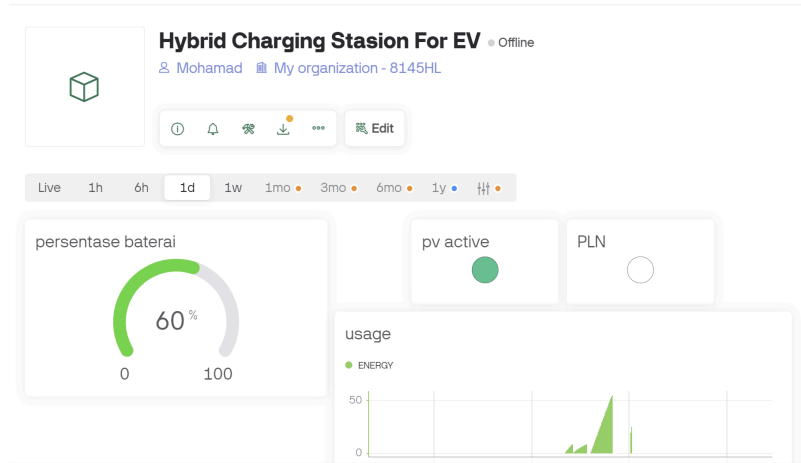 Hybrid Charging Stasion For EV Offline
Mohamad My organization - 8145HL
Edit
Live 1h 6h 1d 1w 1mo 3mo 6mo 1y
persentase baterai
60 %
0 100
pv active
PLN
usage
ENERGY
50
0